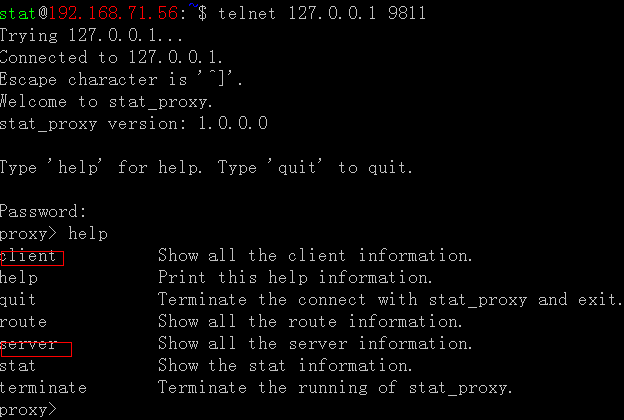 stat@192.168.71.56:~$ telnet 127.0.0.1 9811
Trying 127.0.0.1...
Connected to 127.0.0.1.
Escape character is '^]'.
Welcome to stat_proxy.
stat_proxy version: 1.0.0.0
Type 'help' for help. Type 'quit' to quit.
Password:
proxy> help
client Show all the client information.
help Print this help information.
quit Terminate the connect with stat_proxy and exit.
route Show all the route information.
server Show all the server information.
stat Show the stat information.
terminate Terminate the running of stat_proxy.
proxy>